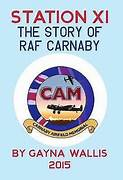 STATION XI
THE STORY OF
RAF CARNABY
CAM
CARNABY AIRFIELD MEMORIAL
BY GAYNA WALLIS
2015